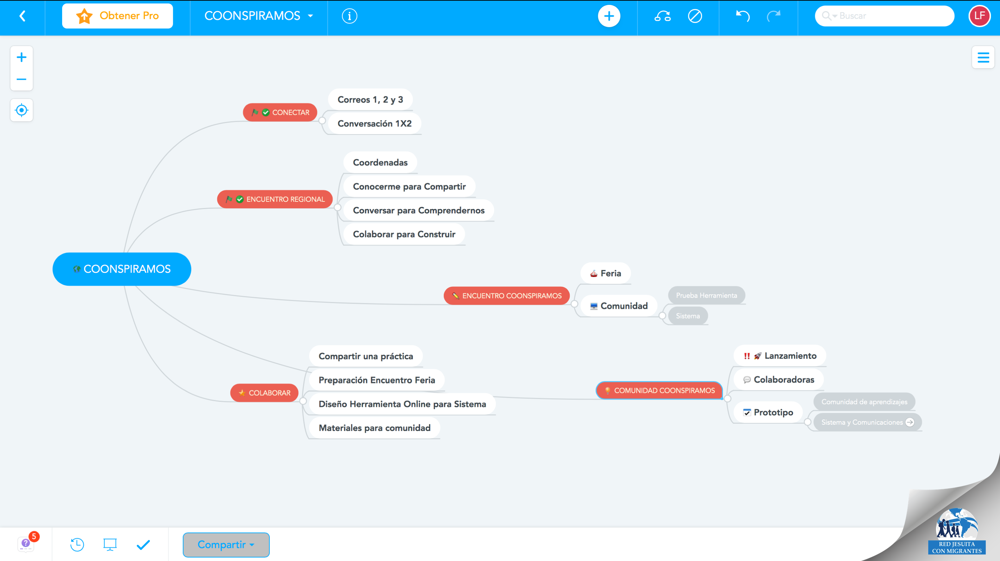 Obtener Pro
COONSPIRAMOS
Buscar
LF
Correos 1, 2 y 3
CONECTAR
Conversación 1X2
Coordenadas
Conocerme para Compartir
ENCUENTRO REGIONAL
Conversar para Comprendernos
Colaborar para Construir
COONSPIRAMOS
Feria
ENCUENTRO COONSPIRAMOS
Comunidad
Prueba Herramienta
Sistema
Compartir una práctica
Preparación Encuentro Feria
COLABORAR
Diseño Herramienta Online para Sistema
Materiales para comunidad
Lanzamiento
Colaboradoras
COMUNIDAD COONSPIRAMOS
Prototipo
Comunidad de aprendizajes
Sistema y Comunicaciones
5
Compartir
RED JESUITA
CON MIGRANTES